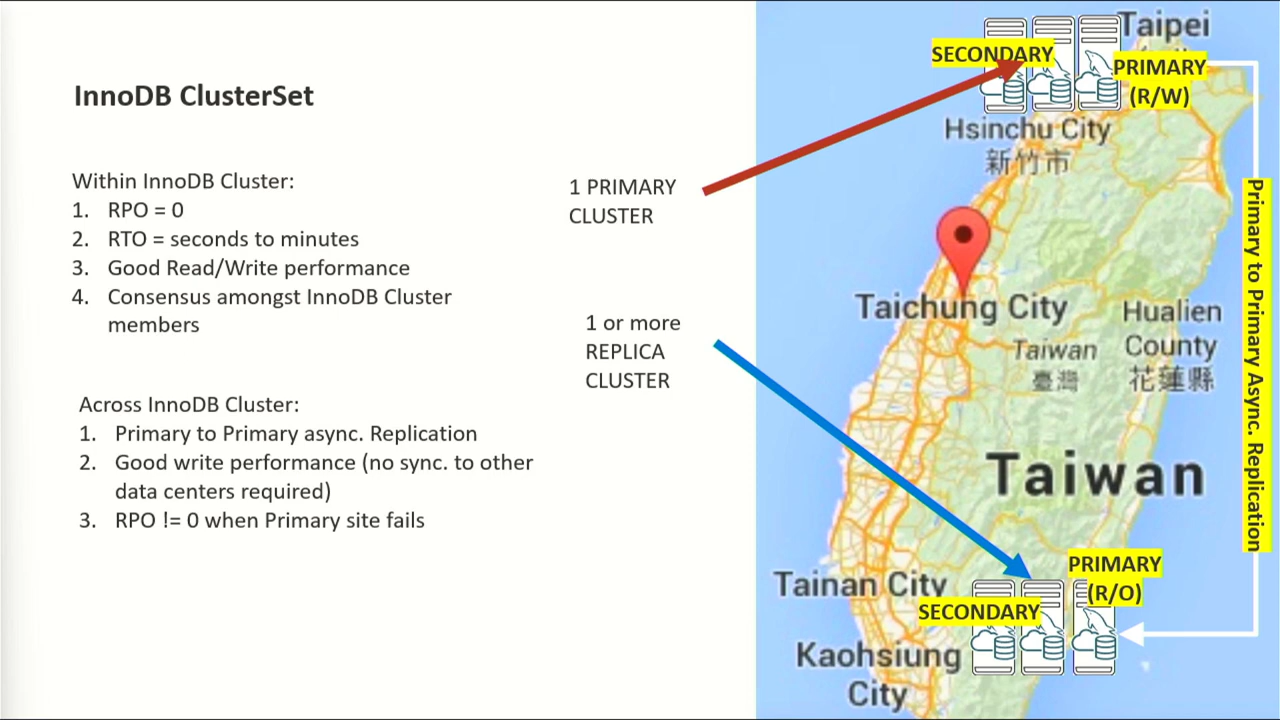 InnoDB ClusterSet
Within InnoDB Cluster:
1. RPO = 0
2. RTO = seconds to minutes
3. Good Read/Write performance
4. Consensus amongst InnoDB Cluster
members
Across InnoDB Cluster:
1. Primary to Primary async. Replication
2. Good write performance (no sync. to other
data centers required)
3. RPO != 0 when Primary site fails
1 PRIMARY
CLUSTER
1 or more
REPLICA
CLUSTER
Taipei
SECONDARY
PRIMARY
(R/W)
Hsinchu City
新竹市
Taichung City
Hualien
County
花蓮縣
Taiwan
臺灣
Taiwan
Primary to Primary Async. Replication
PRIMARY
(R/O)
Tainan City
SECONDARY
Kaohsiung
City